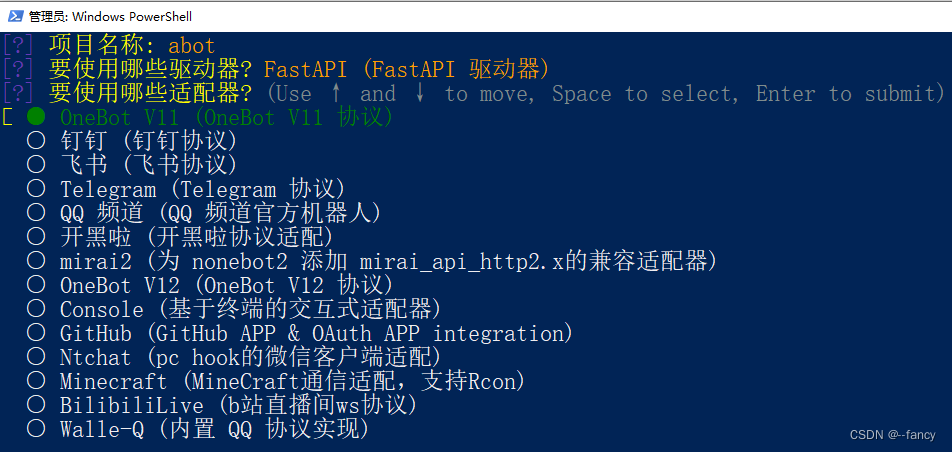 管理员: Windows PowerShell
[?] 项目名称: abot
[?] 要使用哪些驱动器? FastAPI (FastAPI 驱动器)
[?] 要使用哪些适配器? (Use ↑ and ↓ to move, Space to select, Enter to submit)
[ ● OneBot V11 (OneBot V11 协议)
○ 钉钉 (钉钉协议)
○ 飞书 (飞书协议)
○ Telegram (Telegram 协议)
○ QQ 频道 (QQ 频道官方机器人)
○ 开黑啦 (开黑啦协议适配)
○ mirai2 (为 nonebot2 添加 mirai_api_http2.x的兼容适配器)
○ OneBot V12 (OneBot V12 协议)
○ Console (基于终端的交互式适配器)
○ GitHub (GitHub APP & OAuth APP integration)
○ Ntchat (pc hook的微信客户端适配)
○ Minecraft (MineCraft通信适配，支持Rcon)
○ BilibiliLive (b站直播间ws协议)
○ Walle-Q (内置 QQ 协议实现)
CSDN @--fancy